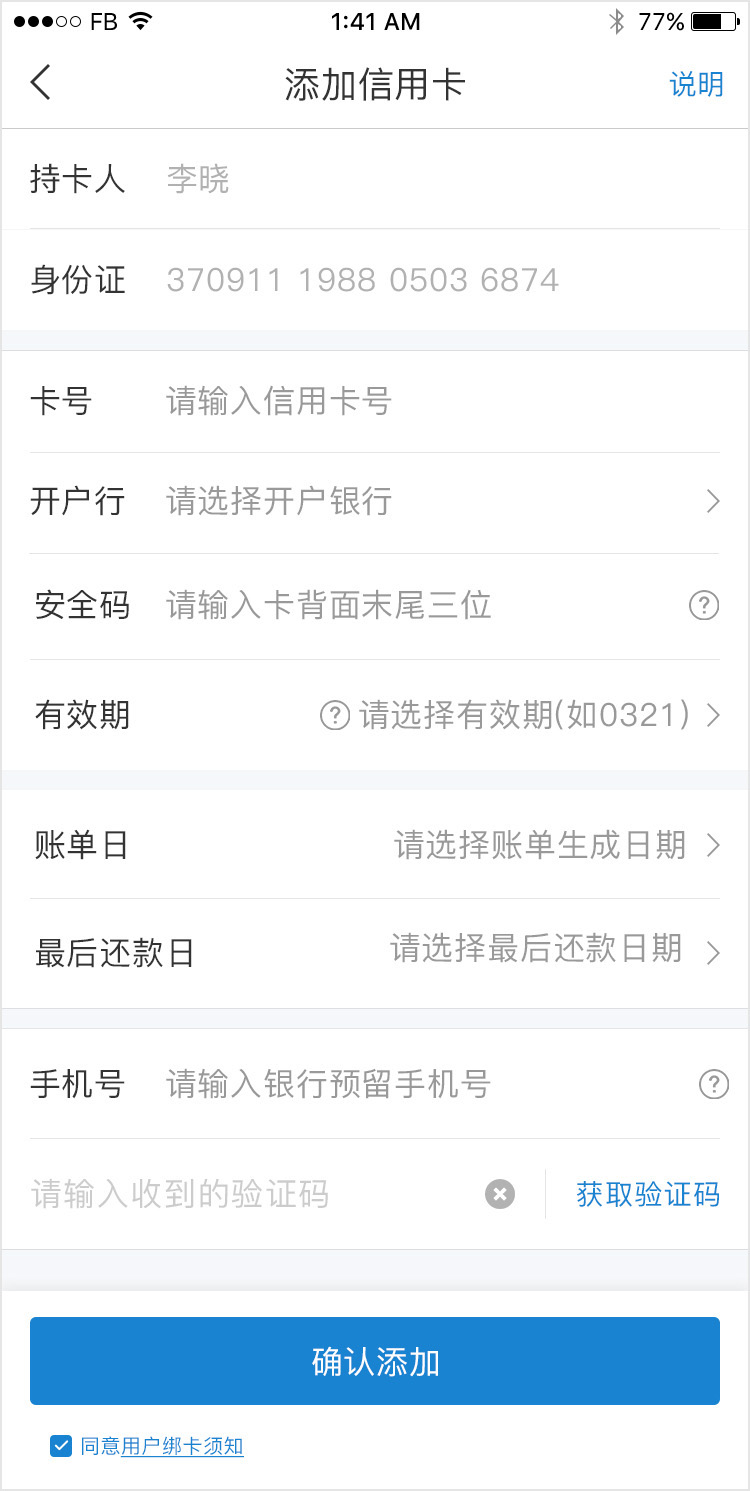 FB 1:41 AM 77%
添加信用卡 说明
持卡人 李晓
身份证 370911 1988 0503 6874
卡号 请输入信用卡号
开户行 请选择开户银行
安全码 请输入卡背面末尾三位 ?
有效期 ? 请选择有效期(如0321)
账单日 请选择账单生成日期
最后还款日 请选择最后还款日期
手机号 请输入银行预留手机号 ?
请输入收到的验证码 获取验证码
确认添加
同意用户绑卡须知